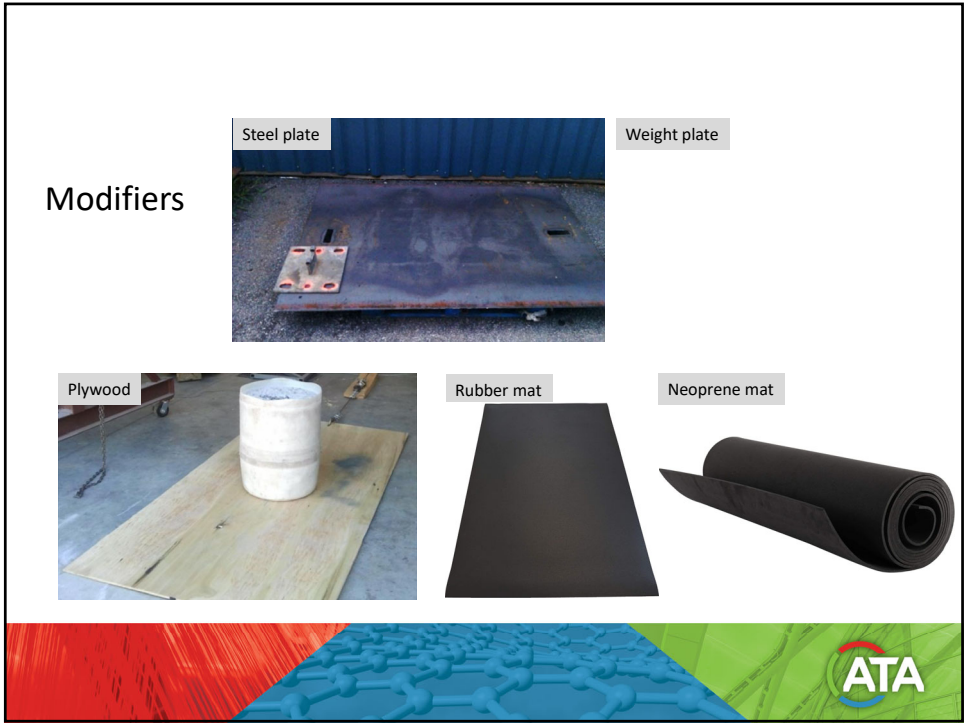 Steel plate
Weight plate
Modifiers
Plywood
Rubber mat
Neoprene mat
ATA